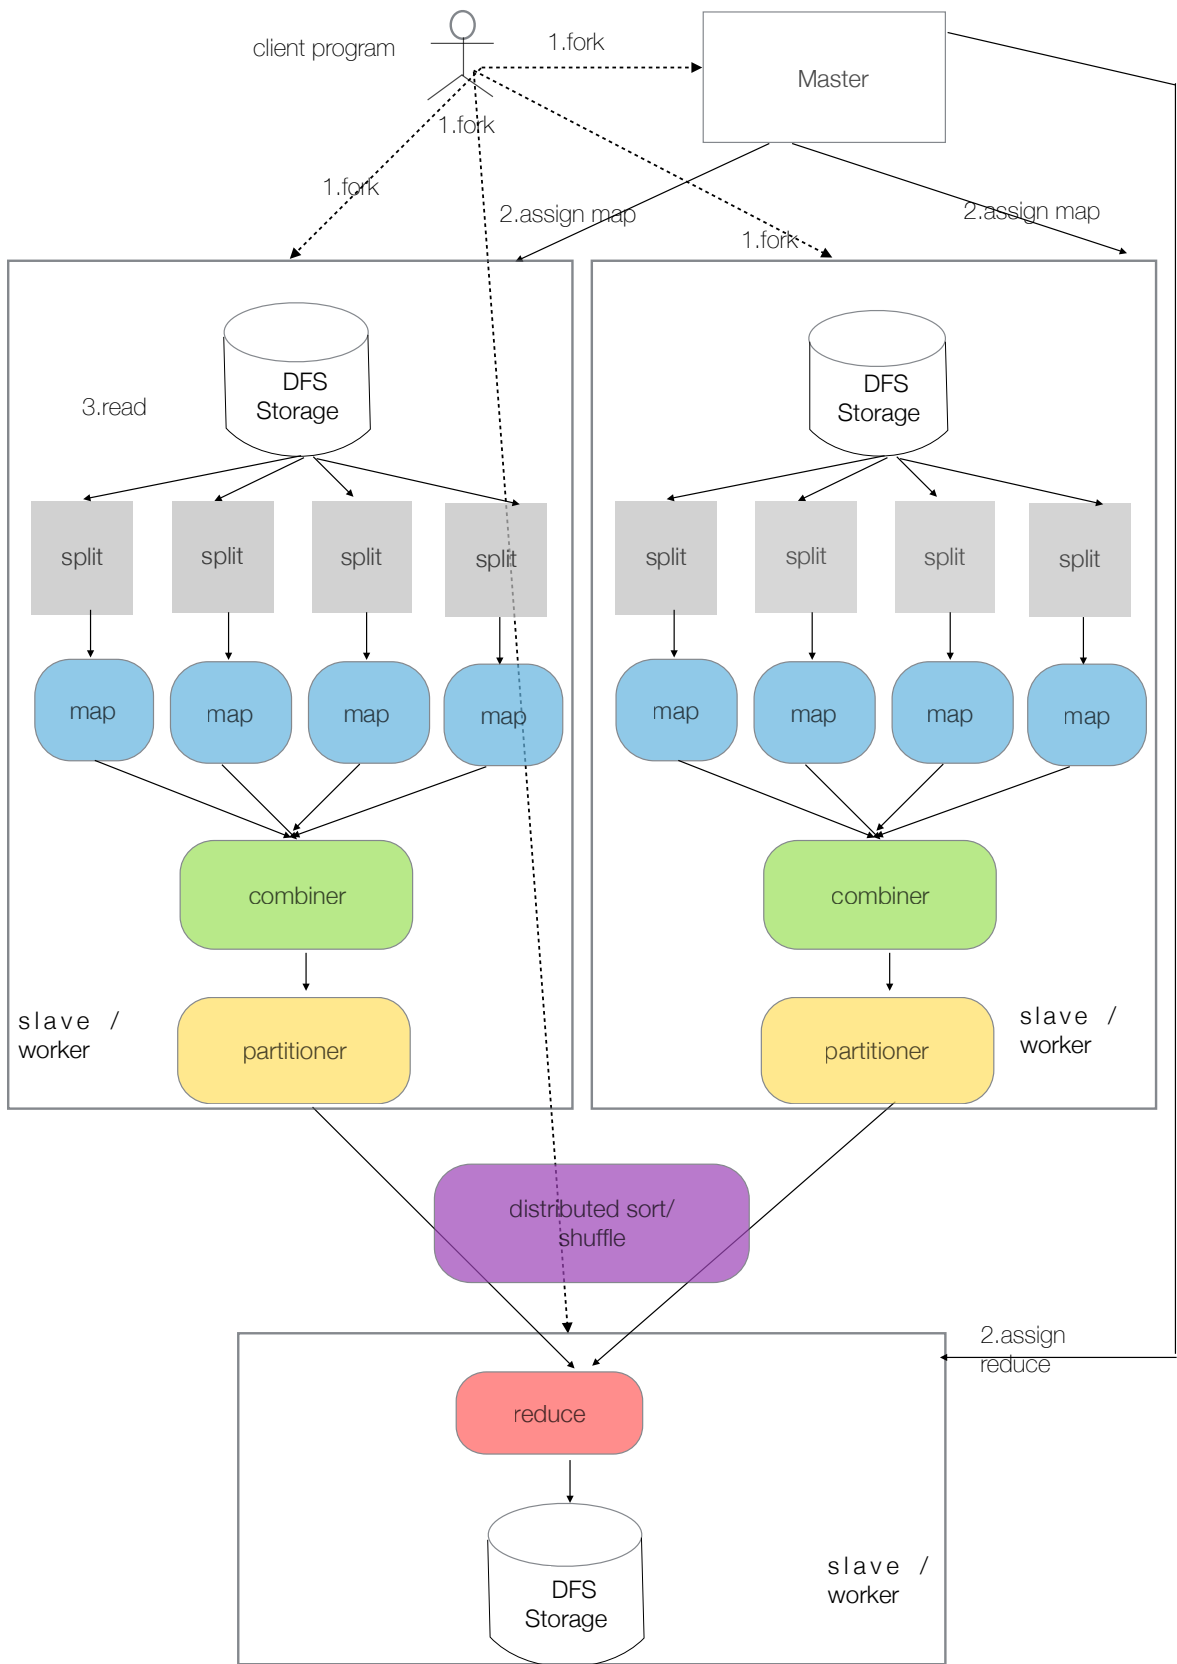 client program
1.fork
Master
1.fork
1.fork
2.assign map
2.assign map
1.fork
DFS
Storage
DFS
Storage
3.read
split
split
split
split
split
split
split
split
map
map
map
map
map
map
map
map
combiner
combiner
slave /
worker
partitioner
partitioner
slave /
worker
distributed sort/
shuffle
2.assign
reduce
reduce
DFS
Storage
slave /
worker